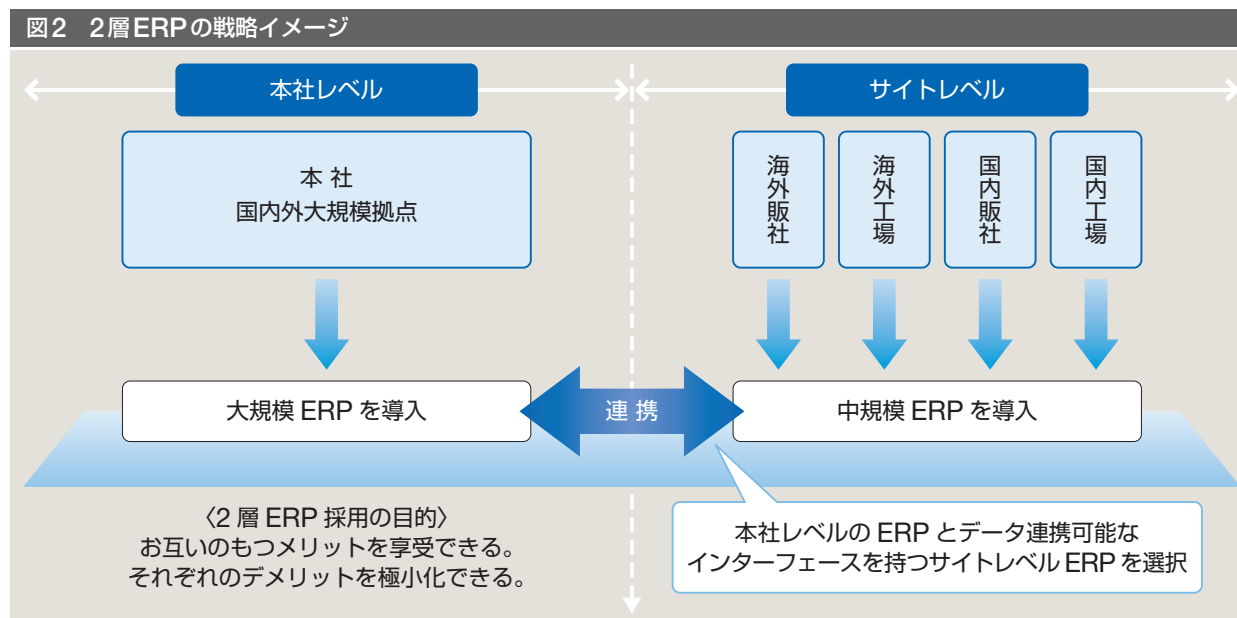 図2 2層ERPの戦略イメージ
本社レベル
サイトレベル
本 社
国内外大規模拠点
海外販社
海外工場
国内販社
国内工場
大規模 ERP を導入
連 携
中規模 ERP を導入
〈2 層 ERP 採用の目的〉
お互いのもつメリットを享受できる。
それぞれのデメリットを極小化できる。
本社レベルの ERP とデータ連携可能な
インターフェースを持つサイトレベル ERP を選択